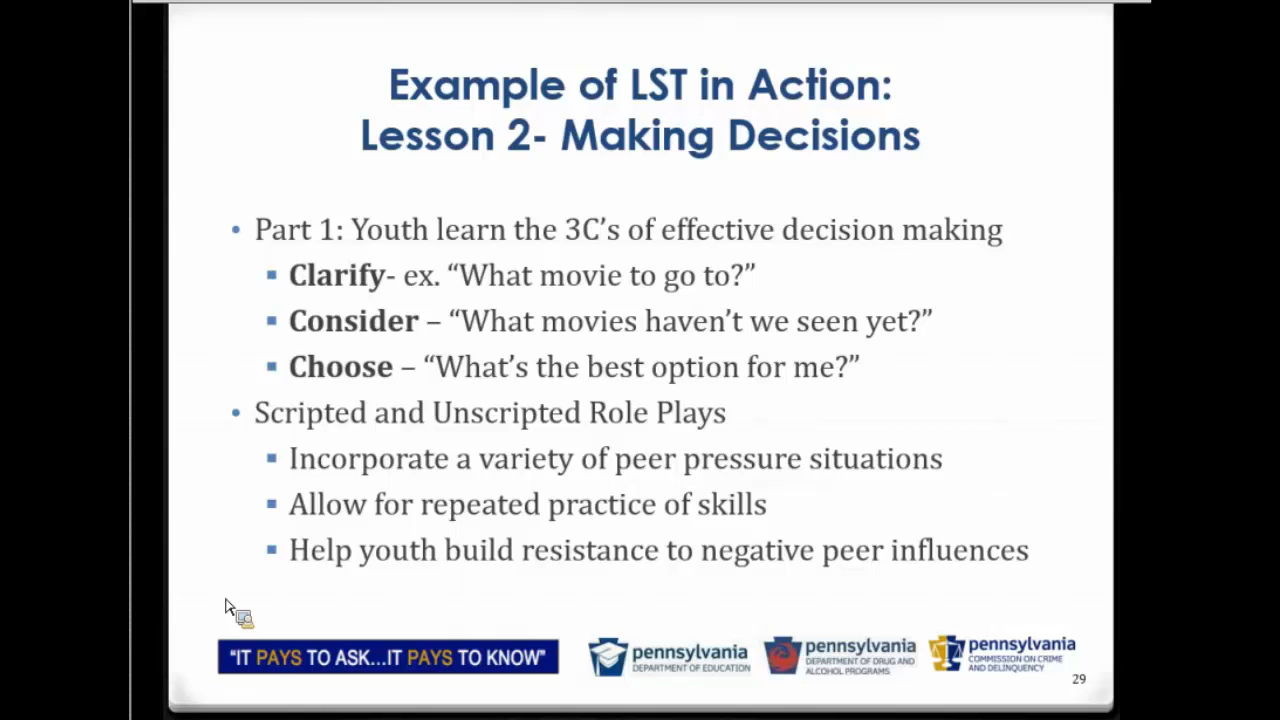 Example of LST in Action:
Lesson 2- Making Decisions
• Part 1: Youth learn the 3C’s of effective decision making
▪ Clarify- ex. “What movie to go to?”
▪ Consider – “What movies haven’t we seen yet?”
▪ Choose – “What’s the best option for me?”
• Scripted and Unscripted Role Plays
▪ Incorporate a variety of peer pressure situations
▪ Allow for repeated practice of skills
▪ Help youth build resistance to negative peer influences
“IT PAYS TO ASK...IT PAYS TO KNOW”
pennsylvania
DEPARTMENT OF EDUCATION
pennsylvania
DEPARTMENT OF DRUG AND
ALCOHOL PROGRAMS
pennsylvania
COMMISSION ON CRIME
AND DELINQUENCY
29